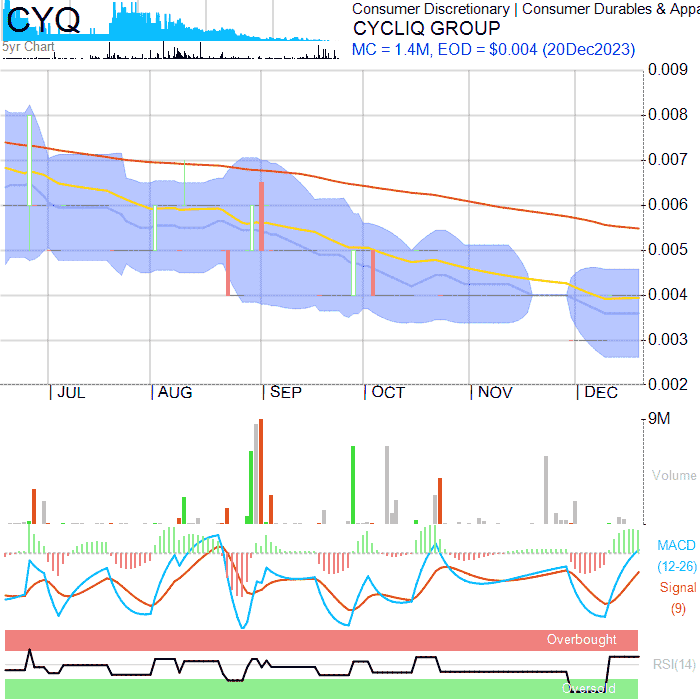 CYQ
5yr Chart
Consumer Discretionary | Consumer Durables & Appa
CYCLIQ GROUP
MC = 1.4M, EOD = $0.004 (20Dec2023)
0.009
0.008
0.007
0.006
0.005
0.004
0.003
0.002
JUL AUG SEP OCT NOV DEC
9M
Volume
MACD
(12-26)
Signal
(9)
Overbought
RSI(14)
Oversold